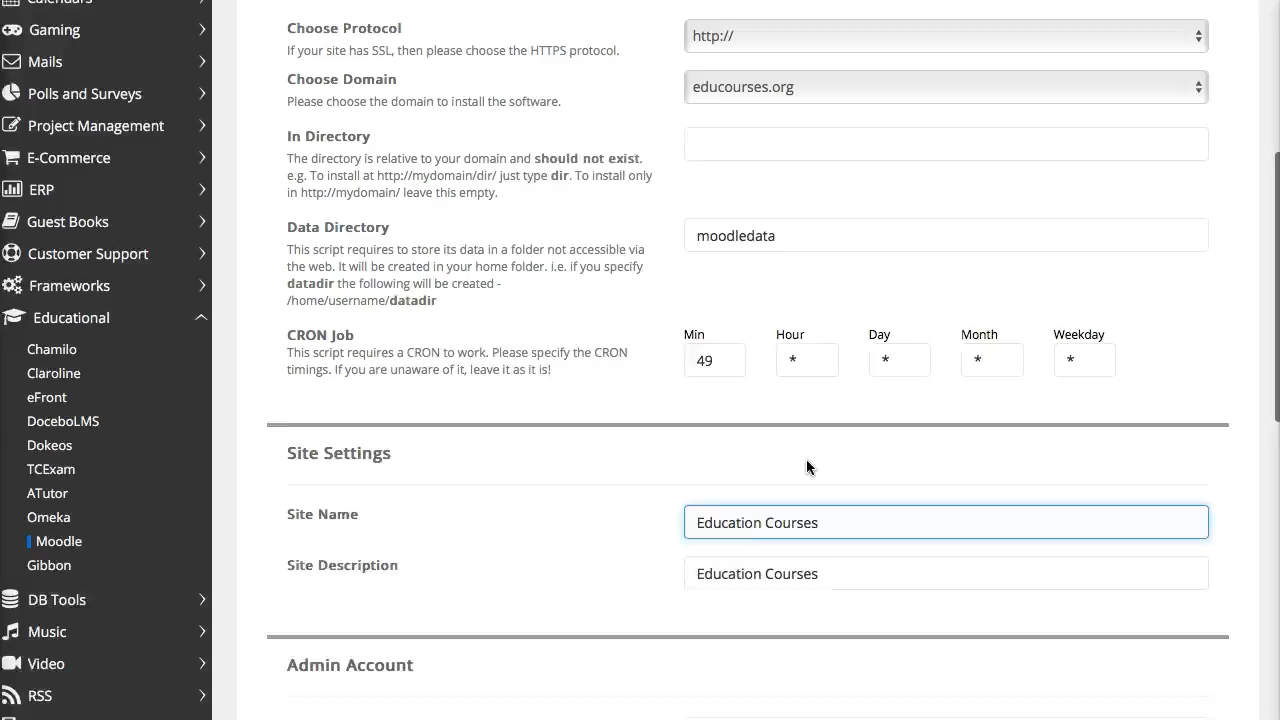 Calendars
Gaming
Mails
Polls and Surveys
Project Management
E-Commerce
ERP
Guest Books
Customer Support
Frameworks
Educational
Chamilo
Claroline
eFront
DoceboLMS
Dokeos
TCExam
ATutor
Omeka
Moodle
Gibbon
DB Tools
Music
Video
RSS
Choose Protocol
If your site has SSL, then please choose the HTTPS protocol.
http://
Choose Domain
Please choose the domain to install the software.
educourses.org
In Directory
The directory is relative to your domain and should not exist.
e.g. To install at http://mydomain/dir/ just type dir. To install only
in http://mydomain/ leave this empty.
Data Directory
This script requires to store its data in a folder not accessible via
the web. It will be created in your home folder. i.e. if you specify
datadir the following will be created -
/home/username/datadir
moodledata
CRON Job
This script requires a CRON to work. Please specify the CRON
timings. If you are unaware of it, leave it as it is!
Min Hour Day Month Weekday
49 * * * *
Site Settings
Site Name
Education Courses
Site Description
Education Courses
Admin Account